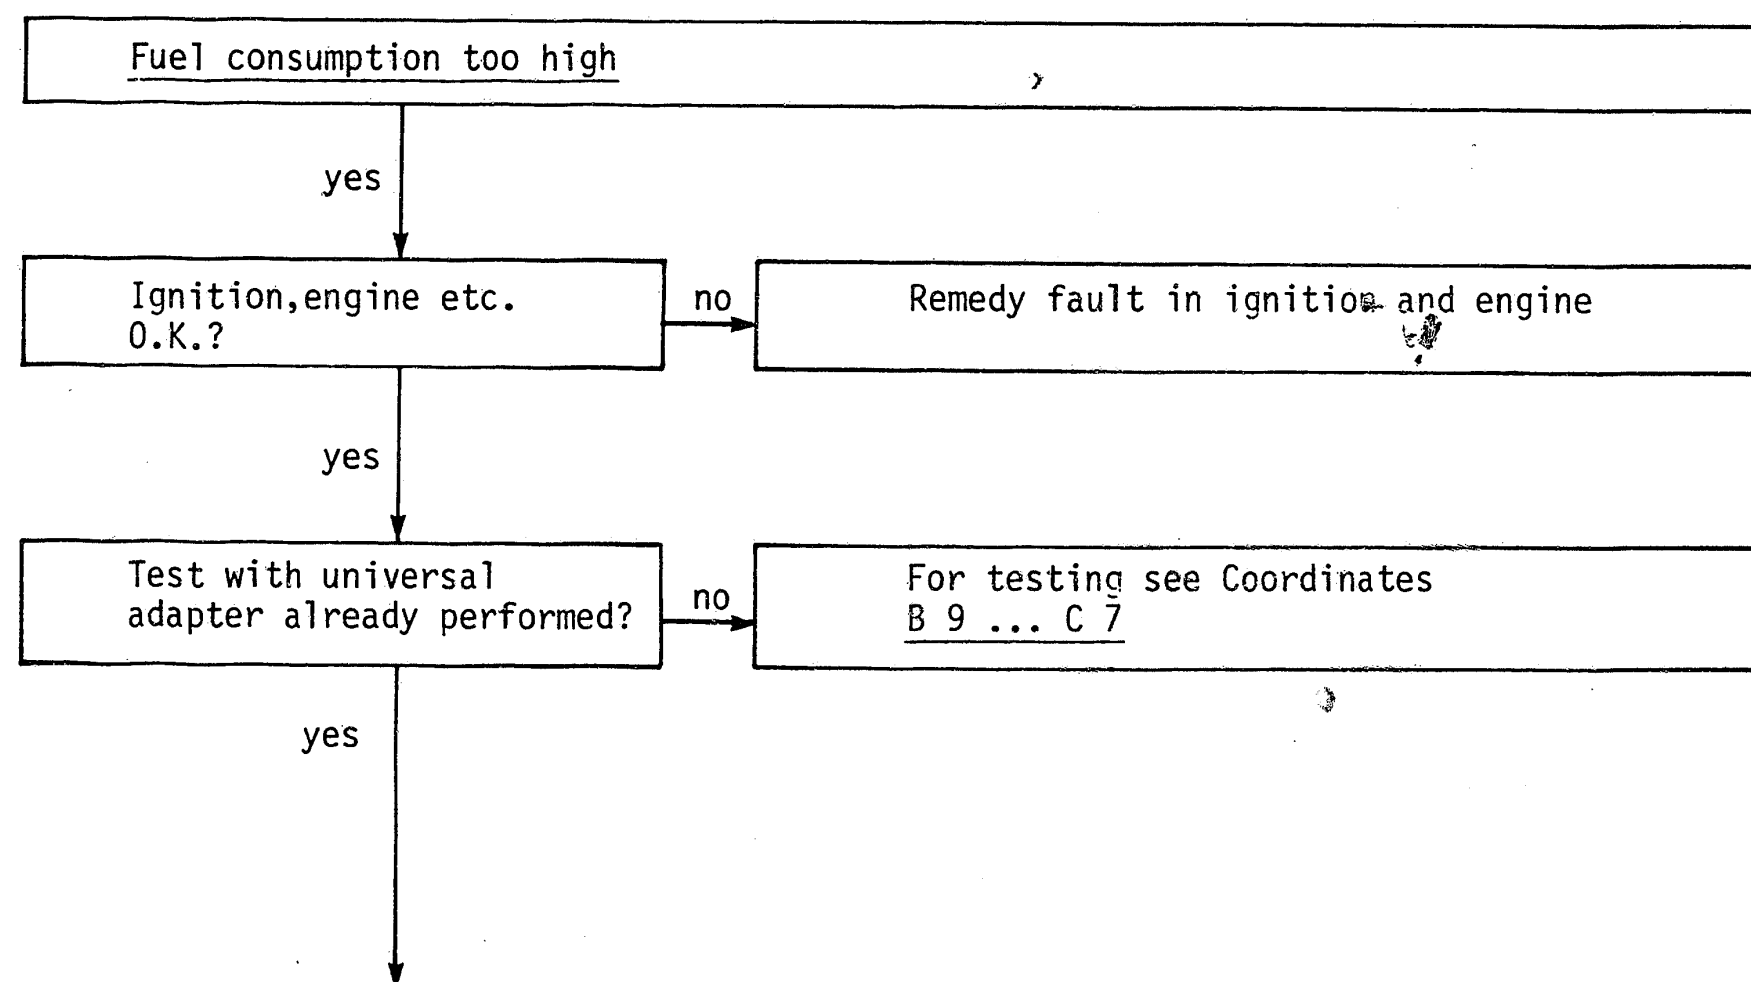 Fuel consumption too high
yes
Ignition,engine etc.
O.K.?
no
Remedy fault in ignition and engine
yes
Test with universal
adapter already performed?
no
For testing see Coordinates
B 9 ... C 7
yes